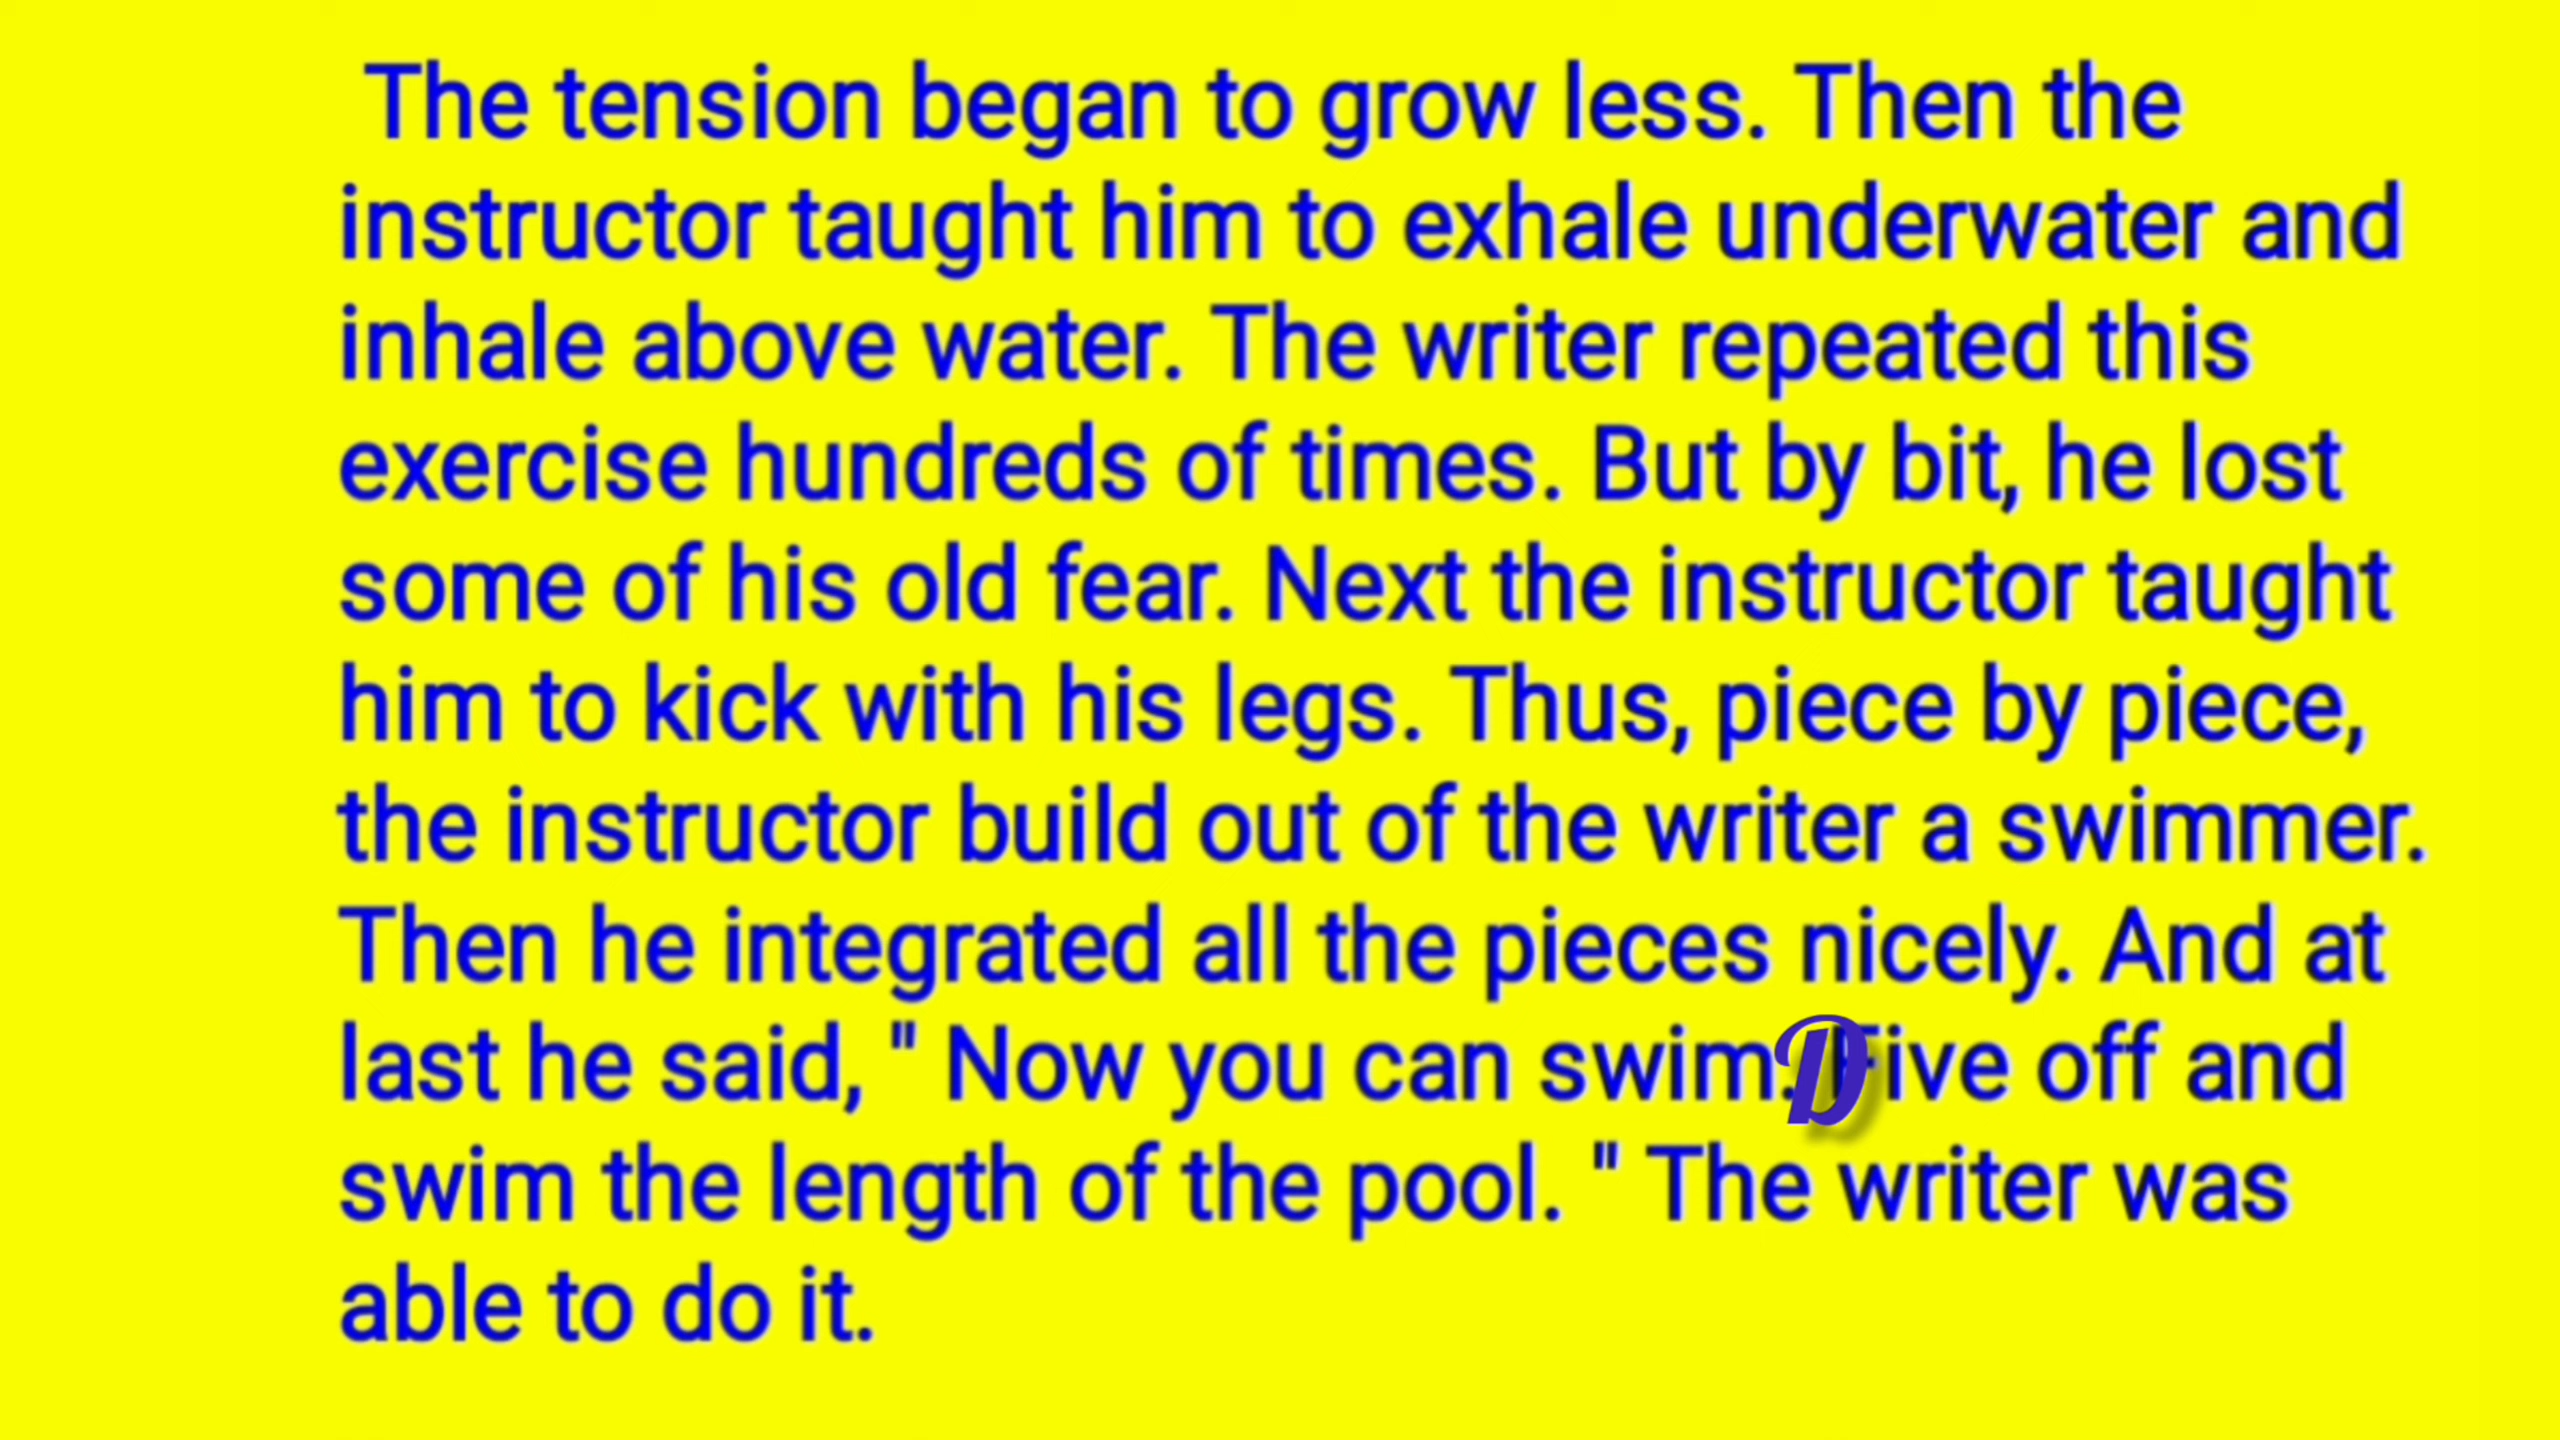 The tension began to grow less. Then the
instructor taught him to exhale underwater and
inhale above water. The writer repeated this
exercise hundreds of times. But by bit, he lost
some of his old fear. Next the instructor taught
him to kick with his legs. Thus, piece by piece,
the instructor build out of the writer a swimmer.
Then he integrated all the pieces nicely. And at
last he said, " Now you can swim. Dive off and
swim the length of the pool. " The writer was
able to do it.